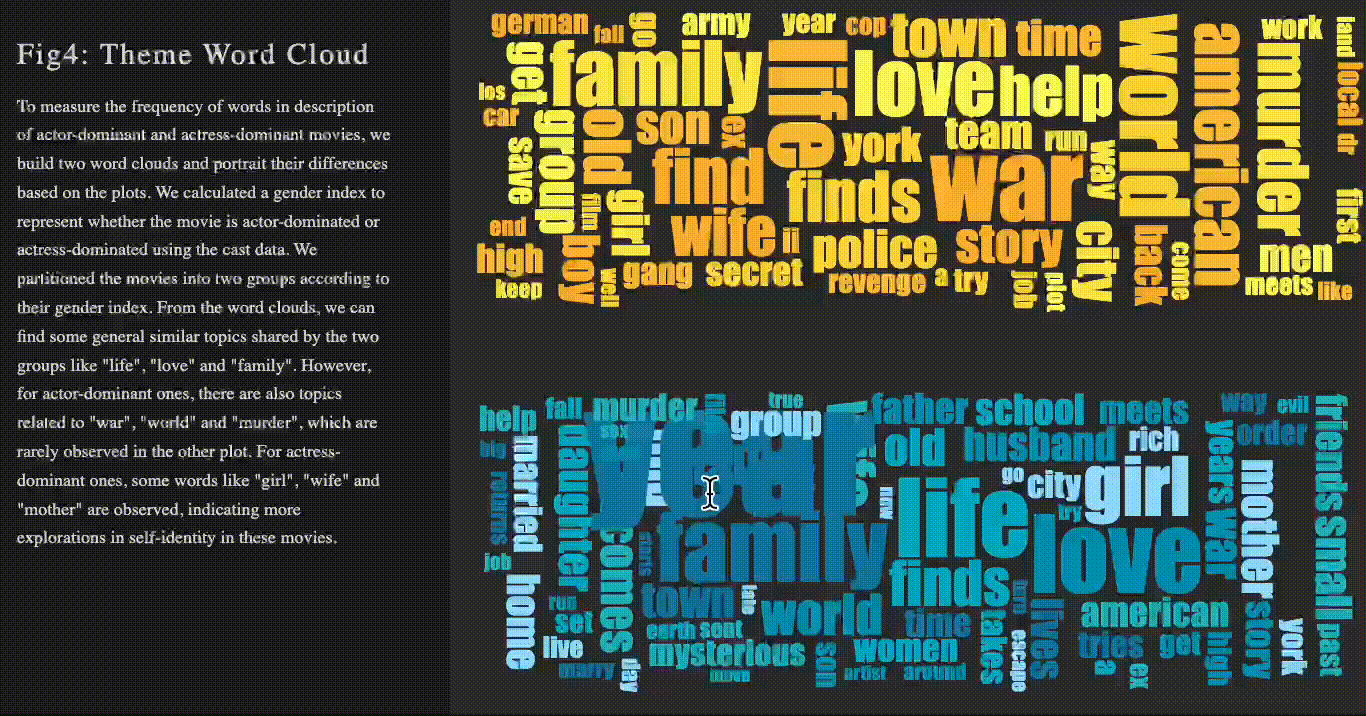 Fig4: Theme Word Cloud
To measure the frequency of words in description
of actor-dominant and actress-dominant movies, we
build two word clouds and portrait their differences
based on the plots. We calculated a gender index to
represent whether the movie is actor-dominated or
actress-dominated using the cast data. We
partitioned the movies into two groups according to
their gender index. From the word clouds, we can
find some general similar topics shared by the two
groups like "life", "love" and "family". However,
for actor-dominant ones, there are also topics
related to "war", "world" and "murder", which are
rarely observed in the other plot. For actress-
dominant ones, some words like "girl", "wife" and
"mother" are observed, indicating more
explorations in self-identity in these movies.
german
fall
go
army
year
cop
town
time
work
land
get
family
life
love
help
world
american
murder
local
los
car
save
group
old
son
ex
york
team
run
way
dr
find
finds
war
first
end
film
girl
wife
ii
police
story
city
back
come
men
high
boy
well
gang
secret
revenge
a
try
job
plot
keep
meets
like
help
fall
murder
true
group
father
school
meets
way
evil
friends
big
married
daughter
sex
year
old
husband
rich
years
order
returns
go
city
girl
mother
new
try
family
life
love
war
small
job
home
comes
finds
run
set
town
late
world
time
takes
lives
american
story
york
past
live
earth
sent
mysterious
son
women
escape
tries
get
high
marry
day
move
artist
around
a
ex